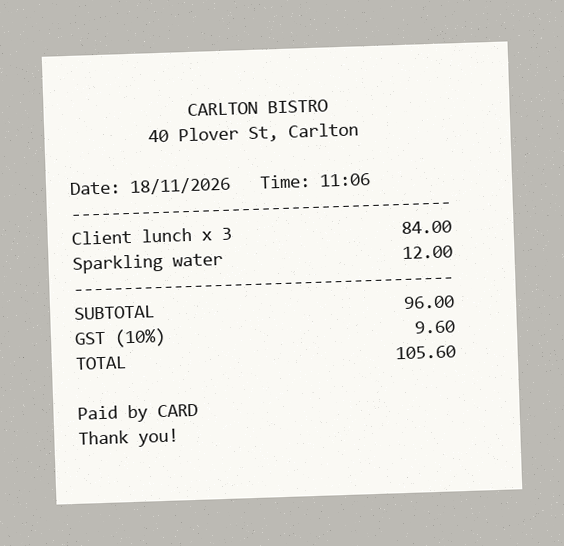 CARLTON BISTRO
40 Plover St, Carlton
Date: 18/11/2026 Time: 11:06
--------------------------------------
Client lunch x 3 84.00
Sparkling water 12.00
--------------------------------------
SUBTOTAL 96.00
GST (10%) 9.60
TOTAL 105.60
Paid by CARD
Thank you!